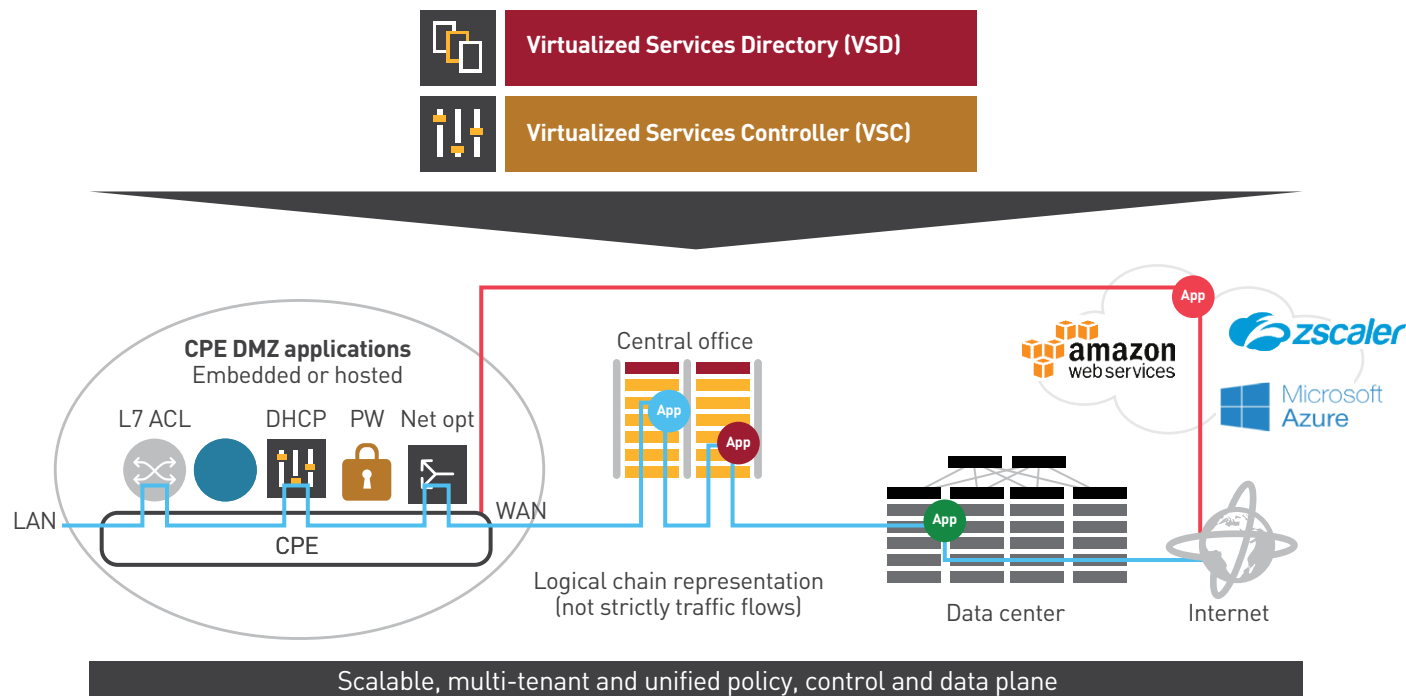 Virtualized Services Directory (VSD)
Virtualized Services Controller (VSC)
CPE DMZ applications
Embedded or hosted
L7 ACL
DHCP
PW
Net opt
LAN
WAN
CPE
Central office
App
App
Logical chain representation
(not strictly traffic flows)
App
amazon
webservices
zscaler
Microsoft
Azure
App
Data center
Internet
Scalable, multi-tenant and unified policy, control and data plane